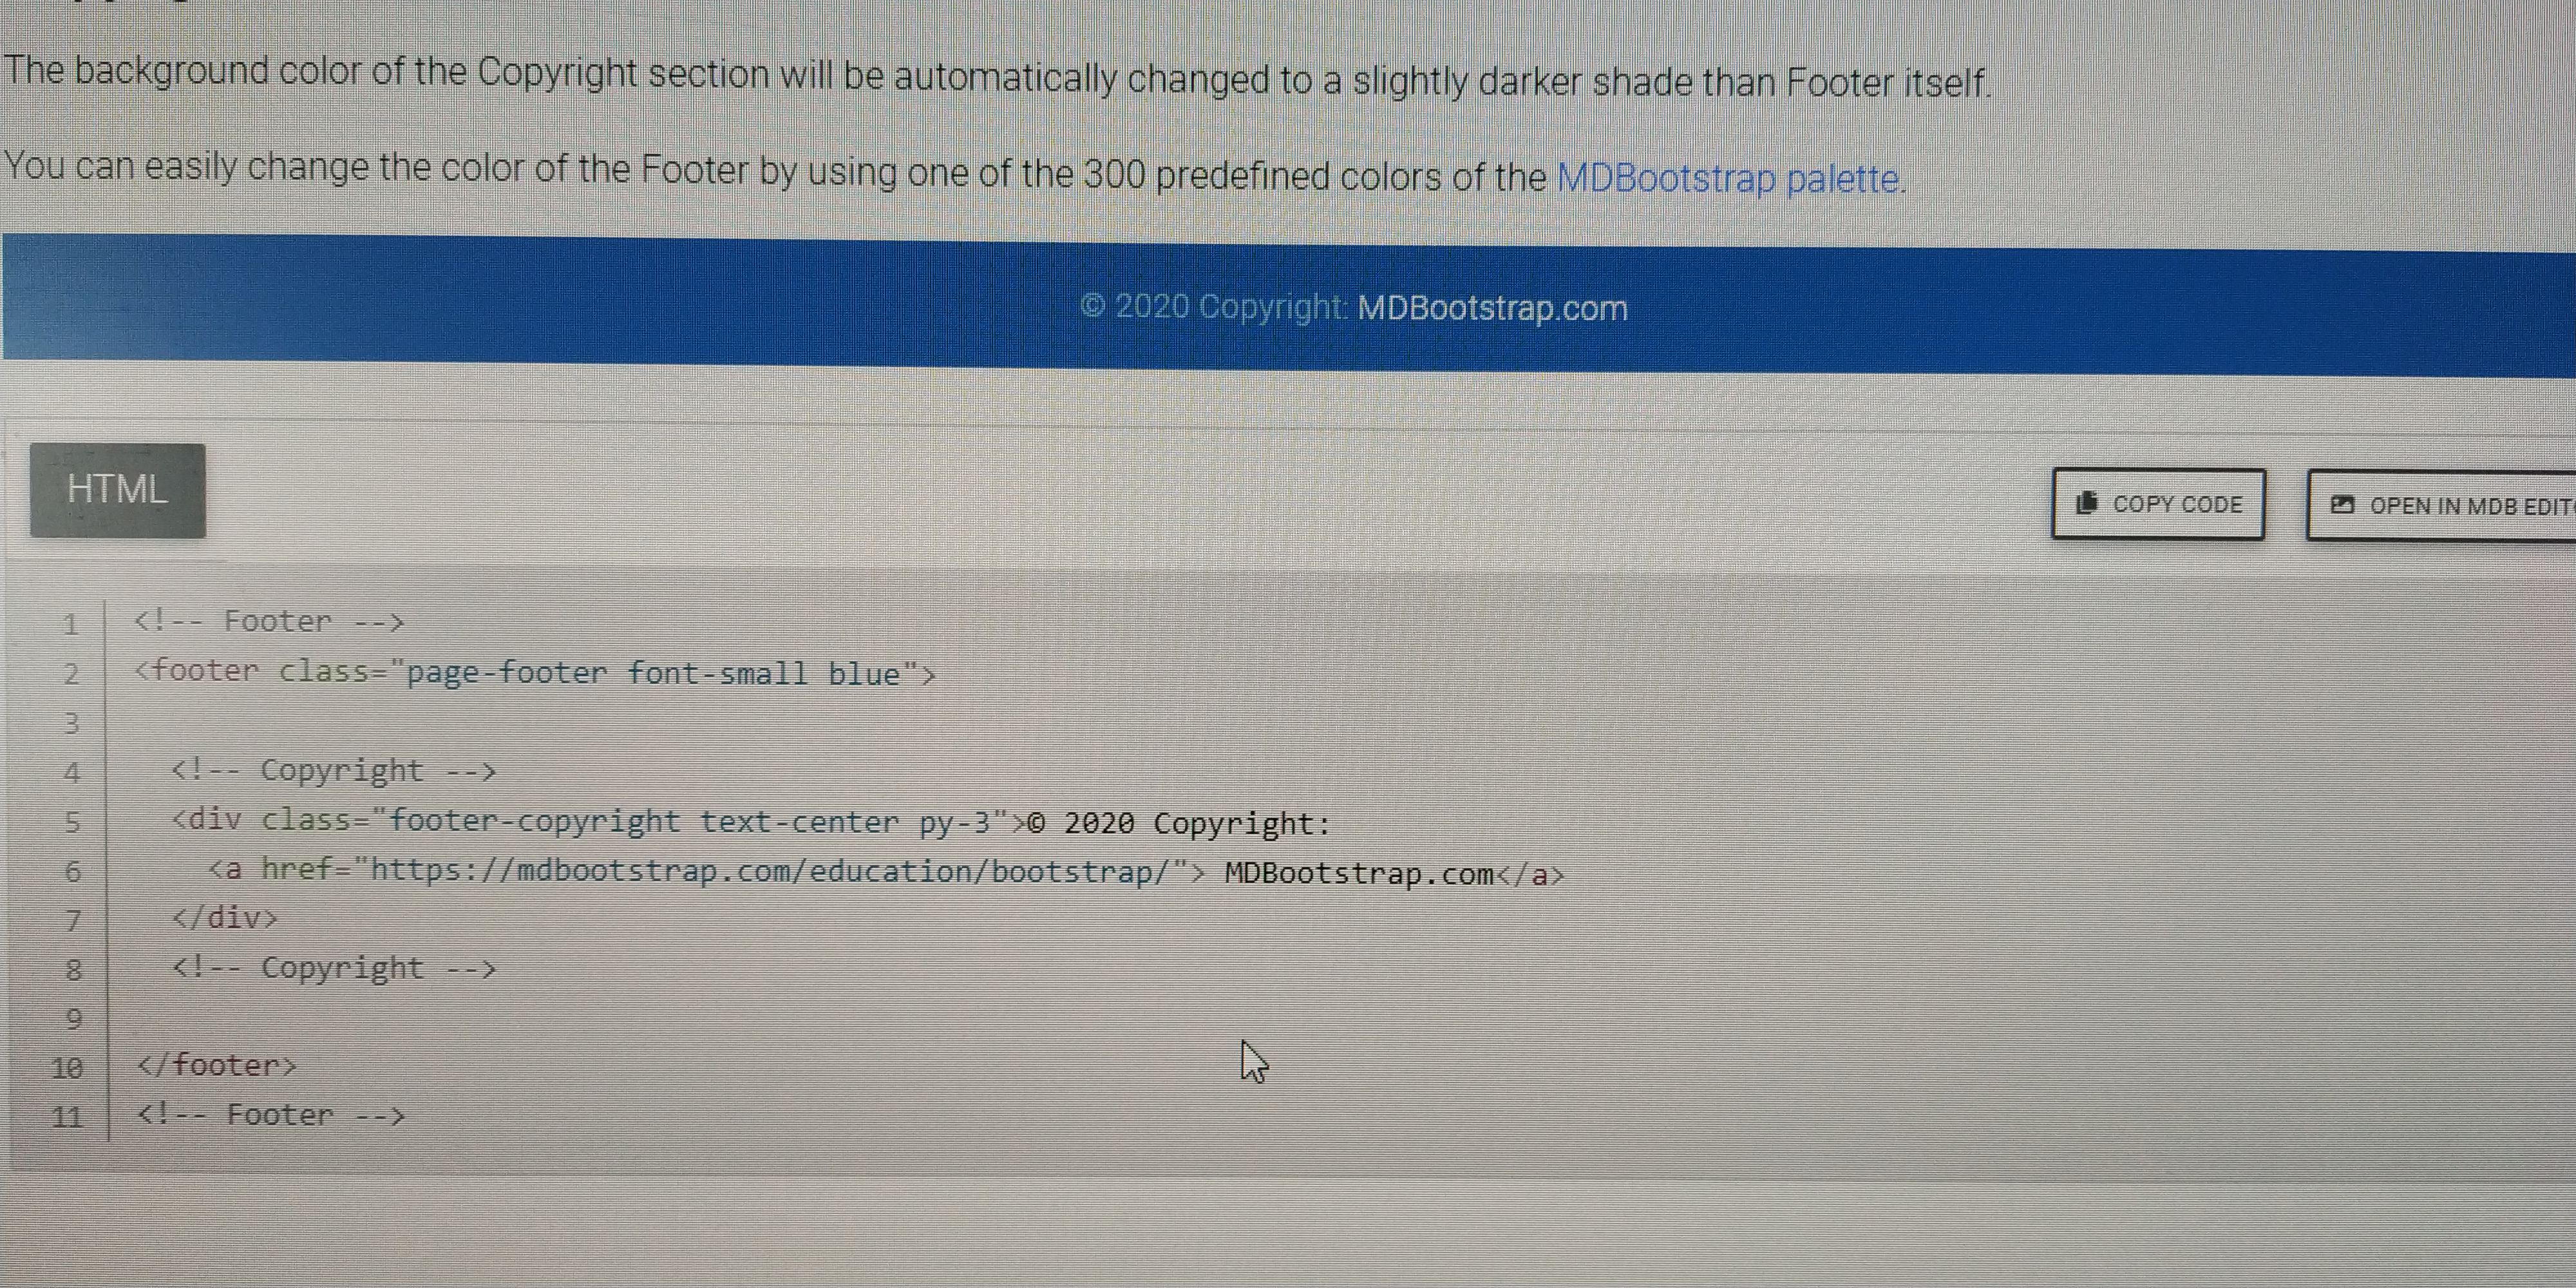 The background color of the Copyright section will be automatically changed to a slightly darker shade than Footer itself.
You can easily change the color of the Footer by using one of the 300 predefined colors of the MDBootstrap palette.
© 2020 Copyright: MDBootstrap.com
HTML
COPY CODE
OPEN IN MDB
1 <!-- Footer -->
2 <footer class="page-footer font-small blue">
3
4 <!-- Copyright -->
5 <div class="footer-copyright text-center py-3">© 2020 Copyright:
6 <a href="https://mdbootstrap.com/education/bootstrap/"> MDBootstrap.com</a>
7 </div>
8 <!-- Copyright -->
9
10 </footer>
11 <!-- Footer -->